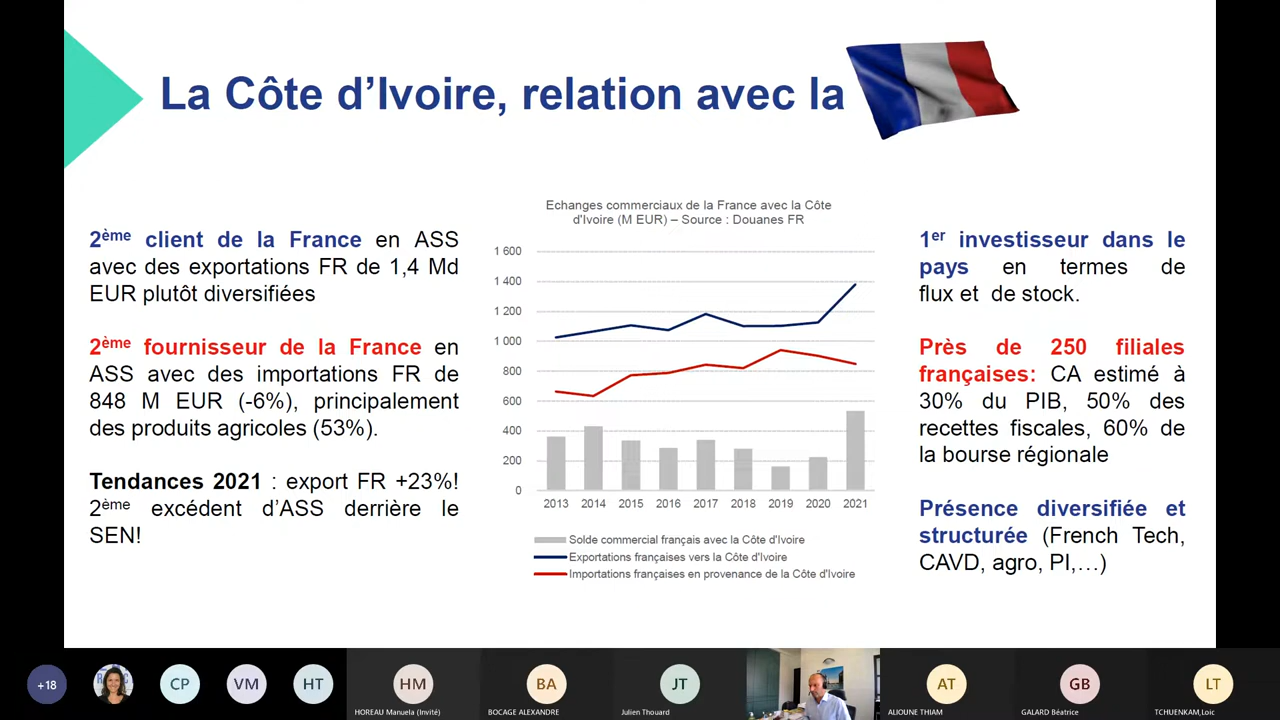 La Côte d’Ivoire, relation avec la
2ème client de la France en ASS
avec des exportations FR de 1,4 Md
EUR plutôt diversifiées
2ème fournisseur de la France en
ASS avec des importations FR de
848 M EUR (-6%), principalement
des produits agricoles (53%).
Tendances 2021 : export FR +23%!
2ème excédent d’ASS derrière le
SEN!
Echanges commerciaux de la France avec la Côte
d'Ivoire (M EUR) – Source : Douanes FR
1 600
1 400
1 200
1 000
800
600
400
200
0
2013 2014 2015 2016 2017 2018 2019 2020 2021
Solde commercial français avec la Côte d'Ivoire
Exportations françaises vers la Côte d'Ivoire
Importations françaises en provenance de la Côte d'Ivoire
1er investisseur dans le
pays en termes de
flux et de stock.
Près de 250 filiales
françaises: CA estimé à
30% du PIB, 50% des
recettes fiscales, 60% de
la bourse régionale
Présence diversifiée et
structurée (French Tech,
CAVD, agro, PI,…)
+18 CP VM HT HM BA JT AT GB LT
HOREAU Manuela (Invité) BOCAGE ALEXANDRE Julien Thouard ALIOUNE THIAM GALARD Béatrice TCHUENKAM,Loic